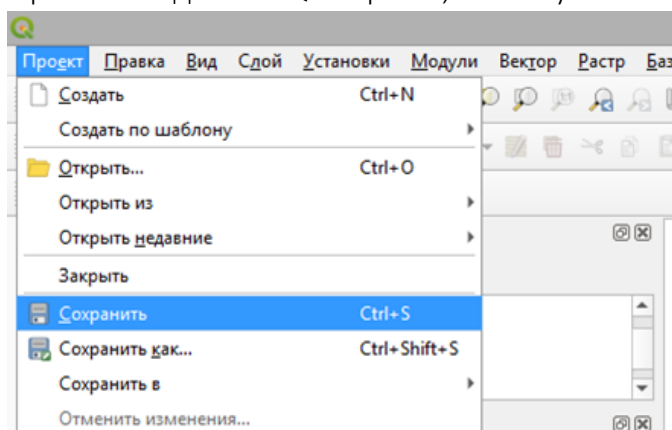 Проект Правка Вид Слой Установки Модули Вектор Растр Баз
Создать Ctrl+N
Создать по шаблону
Открыть... Ctrl+O
Открыть из
Открыть недавние
Закрыть
Сохранить Ctrl+S
Сохранить как... Ctrl+Shift+S
Сохранить в
Отменить изменения...